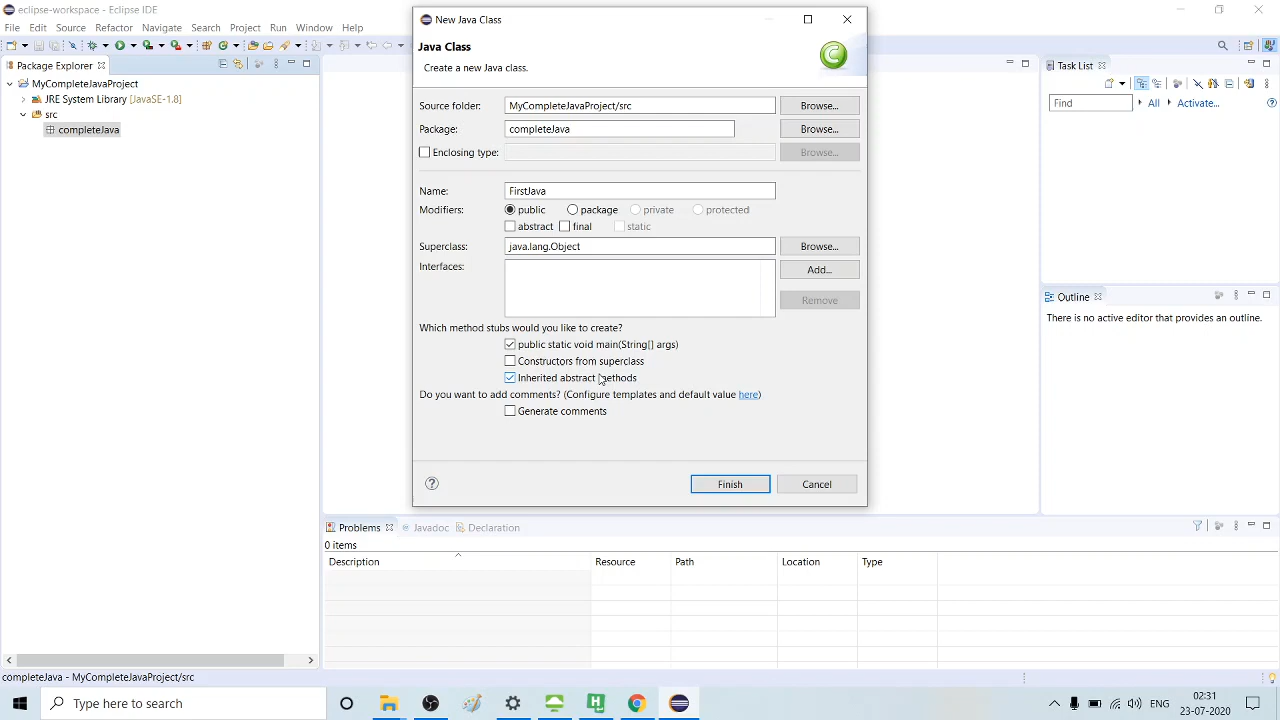 eclipse-workspace - Eclipse IDE
File Edit Source Refactor Navigate Search Project Run Window Help
Package Explorer
MyCompleteJavaProject
JRE System Library [JavaSE-1.8]
src
completeJava
New Java Class
Java Class
Create a new Java class.
Source folder: MyCompleteJavaProject/src Browse...
Package: completeJava Browse...
Enclosing type: Browse...
Name: FirstJava
Modifiers: public package private protected
abstract final static
Superclass: java.lang.Object Browse...
Interfaces: Add...
Remove
Which method stubs would you like to create?
public static void main(String[] args)
Constructors from superclass
Inherited abstract methods
Do you want to add comments? (Configure templates and default value here)
Generate comments
Finish Cancel
Task List
Find All Activate...
Outline
There is no active editor that provides an outline.
Problems Javadoc Declaration
0 items
Description Resource Path Location Type
completeJava - MyCompleteJavaProject/src
Type here to search
ENG
02:31
23-07-2020